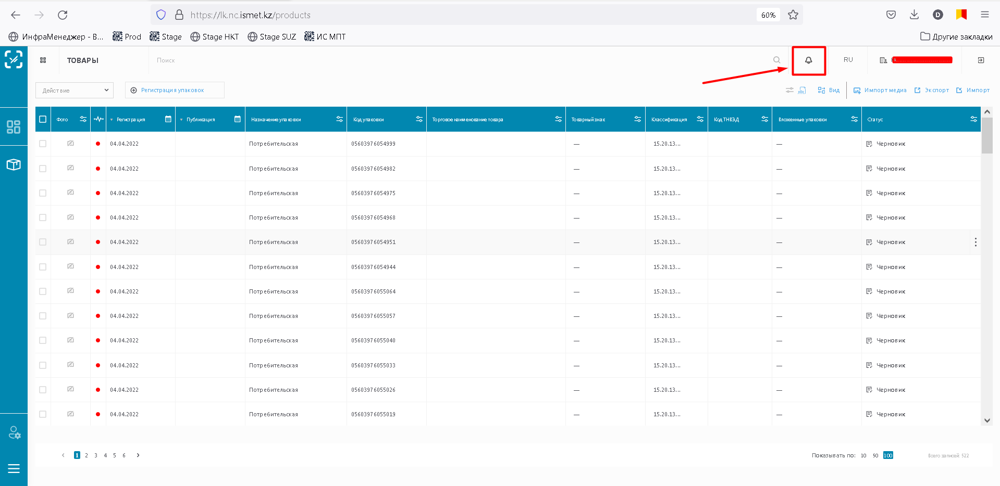 https://lk.nc.ismet.kz/products
60%
D
ИнфраМенеджер - В...
Prod
Stage
Stage НКТ
Stage SUZ
ИС МПТ
Другие закладки
ТОВАРЫ
Поиск
RU
Действие
Регистрация упаковок
Вид
Импорт медиа
Экспорт
Импорт
Фото Регистрация Публикация Назначение упаковки Код упаковки Торговое наименование товара Товарный знак Классификация Код ТНВЭД Вложенные упаковки Статус
04.04.2022 Потребительская 05603976054999 — 15.20.13... — Черновик
04.04.2022 Потребительская 05603976054982 — 15.20.13... — Черновик
04.04.2022 Потребительская 05603976054975 — 15.20.13... — Черновик
04.04.2022 Потребительская 05603976054968 — 15.20.13... — Черновик
04.04.2022 Потребительская 05603976054951 — 15.20.13... — Черновик
04.04.2022 Потребительская 05603976054944 — 15.20.13... — Черновик
04.04.2022 Потребительская 05603976055064 — 15.20.13... — Черновик
04.04.2022 Потребительская 05603976055057 — 15.20.13... — Черновик
04.04.2022 Потребительская 05603976055040 — 15.20.13... — Черновик
04.04.2022 Потребительская 05603976055033 — 15.20.13... — Черновик
04.04.2022 Потребительская 05603976055026 — 15.20.13... — Черновик
04.04.2022 Потребительская 05603976055019 — 15.20.13... — Черновик
1 2 3 4 5 6
Показывать по: 10 50 100
Всего записей: 522